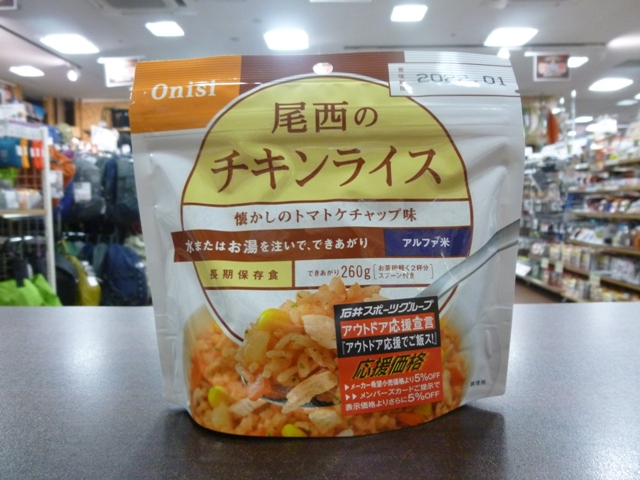 Onisi
2022.01
尾西の
チキンライス
懐かしのトマトケチャップ味
水またはお湯を注いで、できあがり
アルファ米
長期保存食
できあがり260g
お茶碗軽く2杯分
スプーン付き
石井スポーツグループ
アウトドア応援宣言
「アウトドア応援でご飯ス!」
応援価格
▶メーカー希望小売価格より5%OFF
▶▶メンバーズカードご提示で
表示価格よりさらに5%OFF